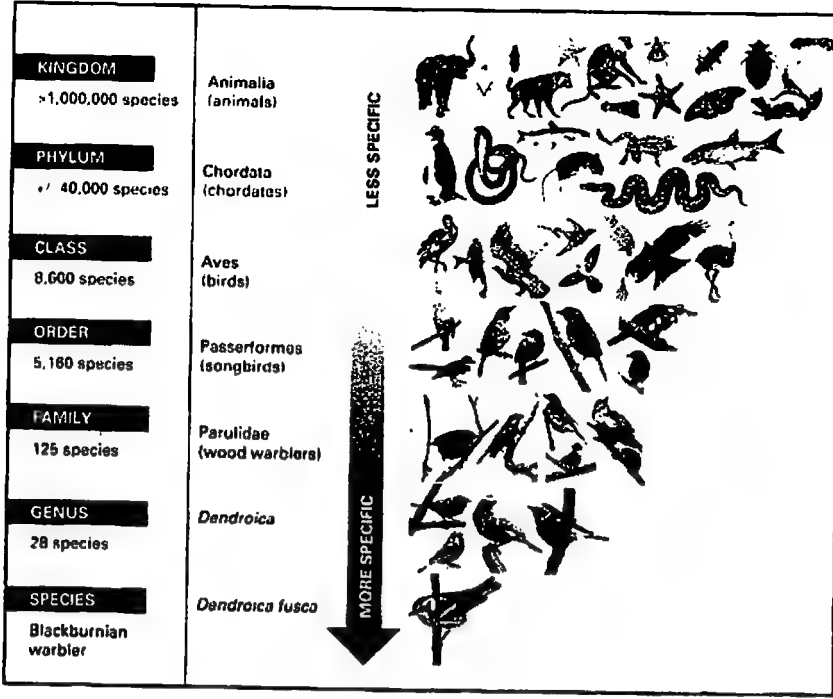 KINGDOM
>1,000,000 species
Animalia
(animals)
PHYLUM
+/- 40,000 species
Chordata
(chordates)
CLASS
8,600 species
Aves
(birds)
ORDER
5,160 species
Passerformes
(songbirds)
FAMILY
125 species
Parulidae
(wood warblers)
GENUS
28 species
Dendroica
SPECIES
Blackburnian
warbler
Dendroica fusca
LESS SPECIFIC
MORE SPECIFIC